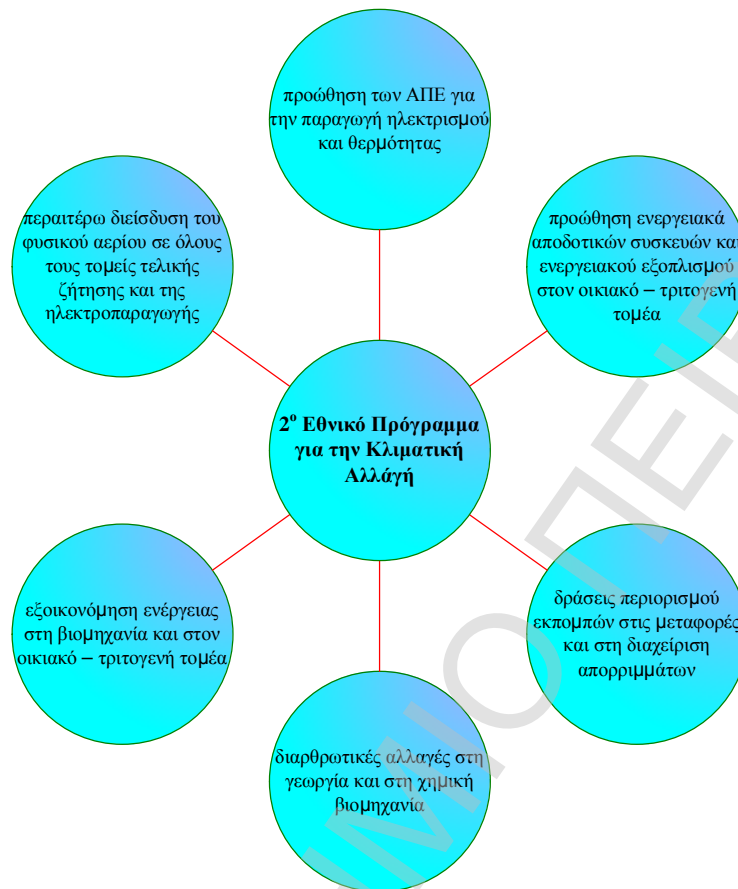 προώθηση των ΑΠΕ για
την παραγωγή ηλεκτρισμού
και θερμότητας
περαιτέρω διείσδυση του
φυσικού αερίου σε όλους
τους τομείς τελικής
ζήτησης και της
ηλεκτροπαραγωγής
προώθηση ενεργειακά
αποδοτικών συσκευών και
ενεργειακού εξοπλισμού
στον οικιακό – τριτογενή
τομέα
2ο Εθνικό Πρόγραμμα
για την Κλιματική
Αλλάγή
εξοικονόμηση ενέργειας
στη βιομηχανία και στον
οικιακό – τριτογενή τομέα
δράσεις περιορισμού
εκπομπών στις μεταφορές
και στη διαχείριση
απορριμμάτων
διαρθρωτικές αλλαγές στη
γεωργία και στη χημική
βιομηχανία